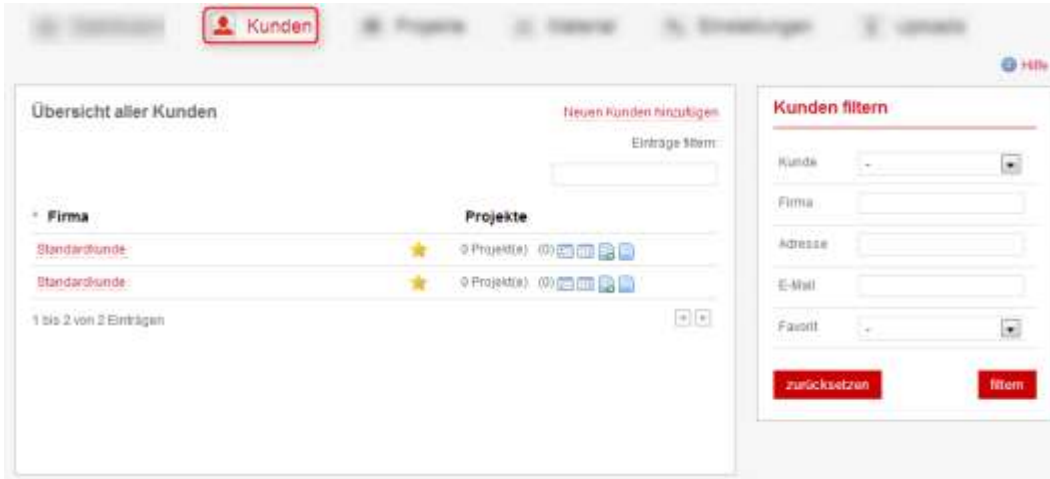 Kunden
Hilfe
Übersicht aller Kunden
Neuen Kunden hinzufügen
Einträge filtern:
Firma Projekte
Standardkunde 0 Projekt(e) (0)
Standardkunde 0 Projekt(e) (0)
1 bis 2 von 2 Einträgen
Kunden filtern
Kunde -
Firma
Adresse
E-Mail
Favorit -
zurücksetzen filtern